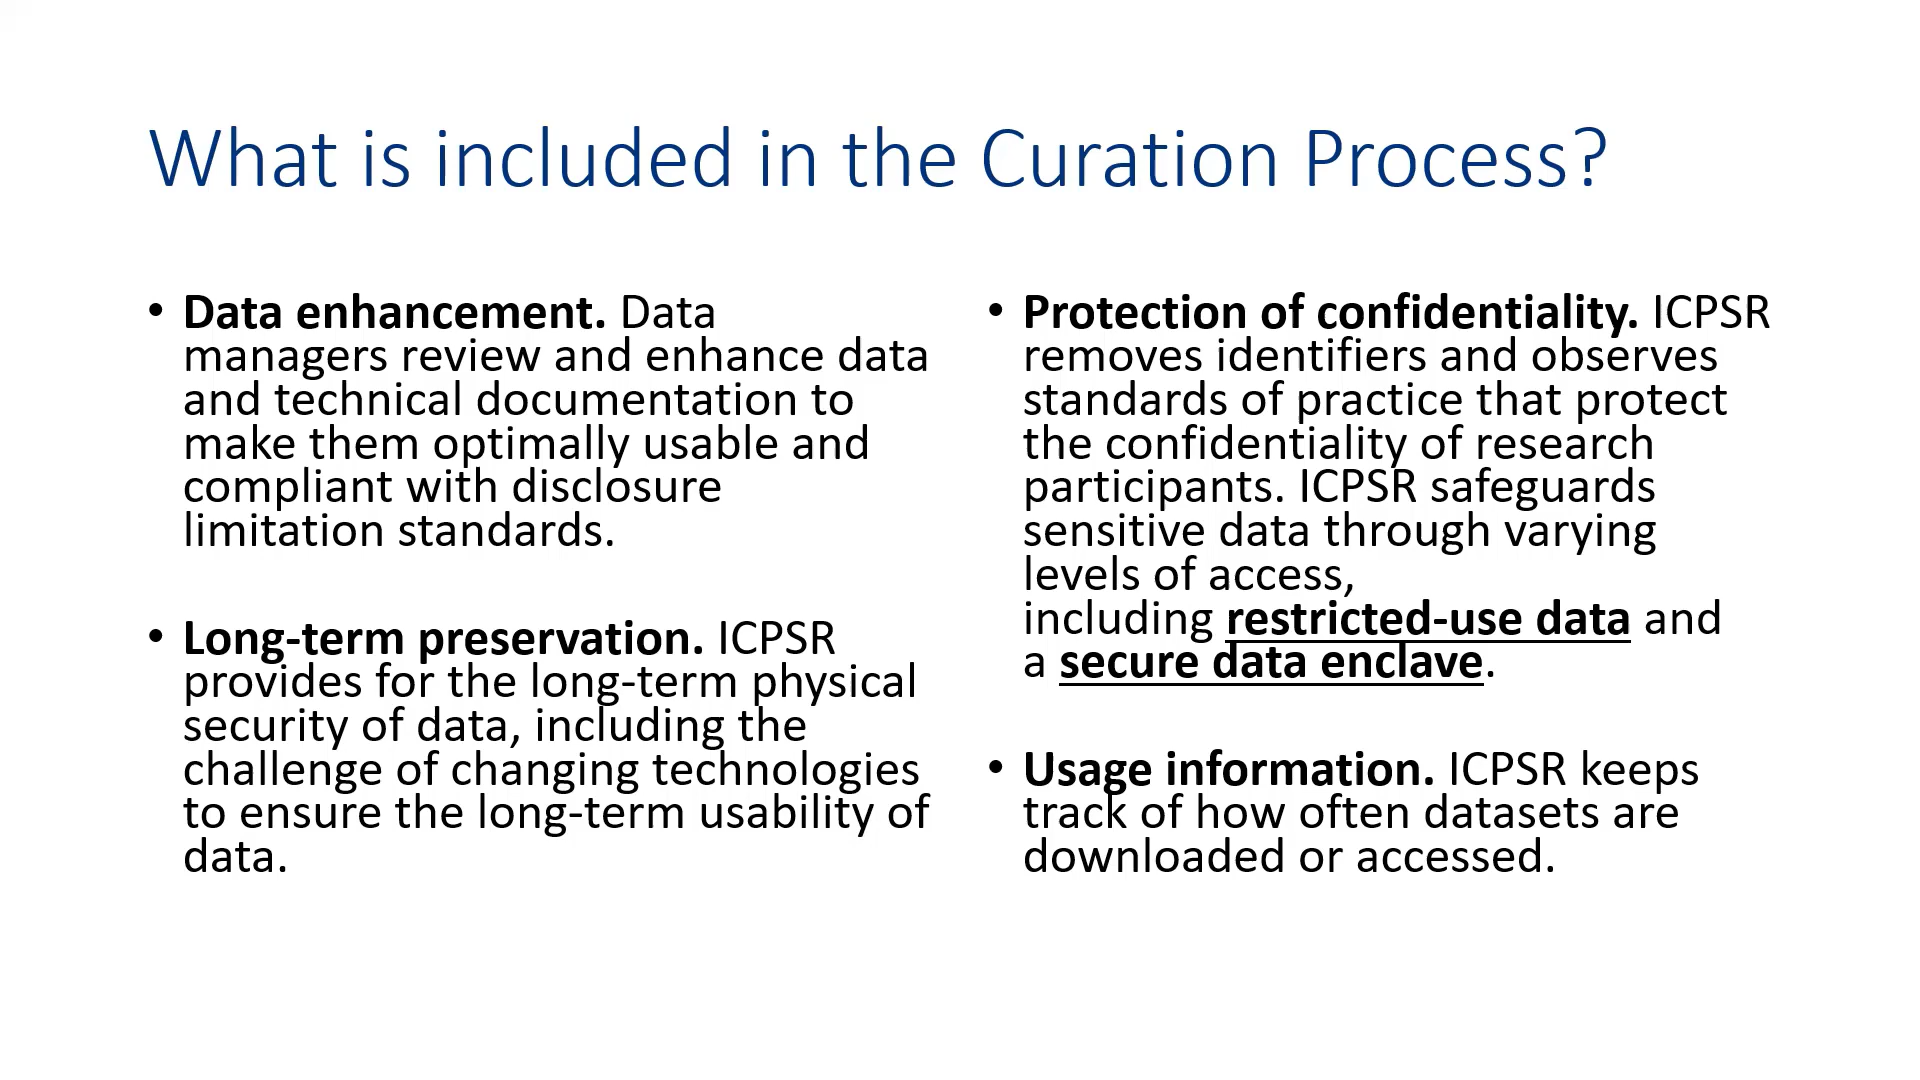 What is included in the Curation Process?
• Data enhancement. Data
managers review and enhance data
and technical documentation to
make them optimally usable and
compliant with disclosure
limitation standards.
• Long-term preservation. ICPSR
provides for the long-term physical
security of data, including the
challenge of changing technologies
to ensure the long-term usability of
data.
• Protection of confidentiality. ICPSR
removes identifiers and observes
standards of practice that protect
the confidentiality of research
participants. ICPSR safeguards
sensitive data through varying
levels of access,
including restricted-use data and
a secure data enclave.
• Usage information. ICPSR keeps
track of how often datasets are
downloaded or accessed.